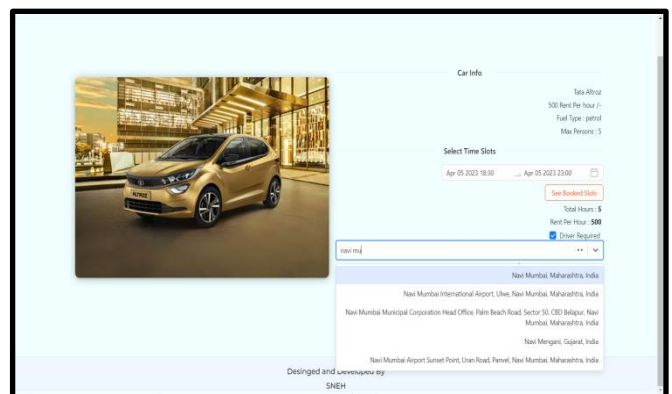 Car Info
Tata Altroz
500 Rent Per hour /-
Fuel Type : petrol
Max Persons : 5
Select Time Slots
Apr 05 2023 18:30 → Apr 05 2023 23:00
See Booked Slots
Total Hours : 5
Rent Per Hour : 500
Driver Required
navi mu
Navi Mumbai, Maharashtra, India
Navi Mumbai International Airport, Ulwe, Navi Mumbai, Maharashtra, India
Navi Mumbai Municipal Corporation Head Office, Palm Beach Road, Sector 50, CBD Belapur, Navi
Mumbai, Maharashtra, India
Navi Mengani, Gujarat, India
Navi Mumbai Airport Sunset Point, Uran Road, Panvel, Navi Mumbai, Maharashtra, India
ALTROZ
Desinged and Developed By
SNEH